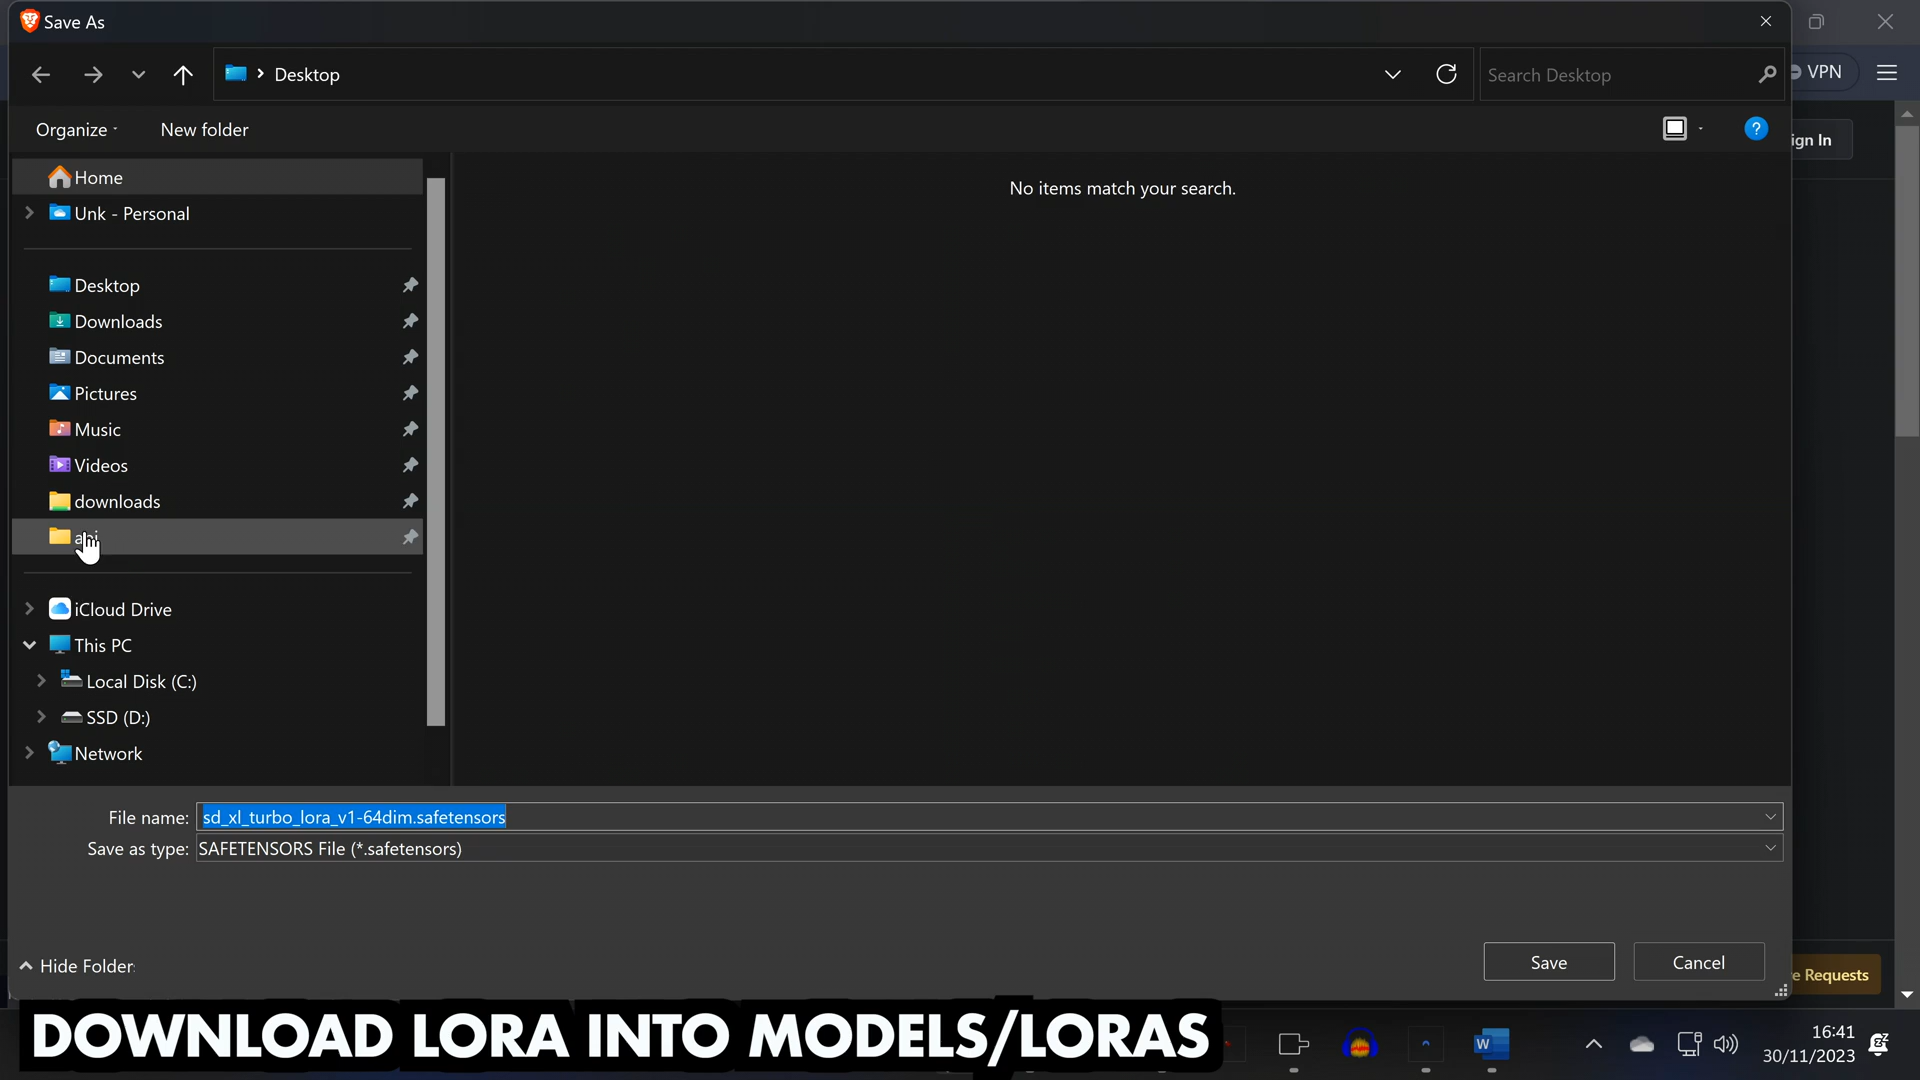 Save As
Desktop
Search Desktop
VPN
Organize
New folder
ign In
Home
No items match your search.
Unk - Personal
Desktop
Downloads
Documents
Pictures
Music
Videos
downloads
iCloud Drive
This PC
Local Disk (C:)
SSD (D:)
Network
File name: sd_xl_turbo_lora_v1-64dim.safetensors
Save as type: SAFETENSORS File (*.safetensors)
Hide Folder
Save
Cancel
e Requests
DOWNLOAD LORA INTO MODELS/LORAS
16:41
30/11/2023